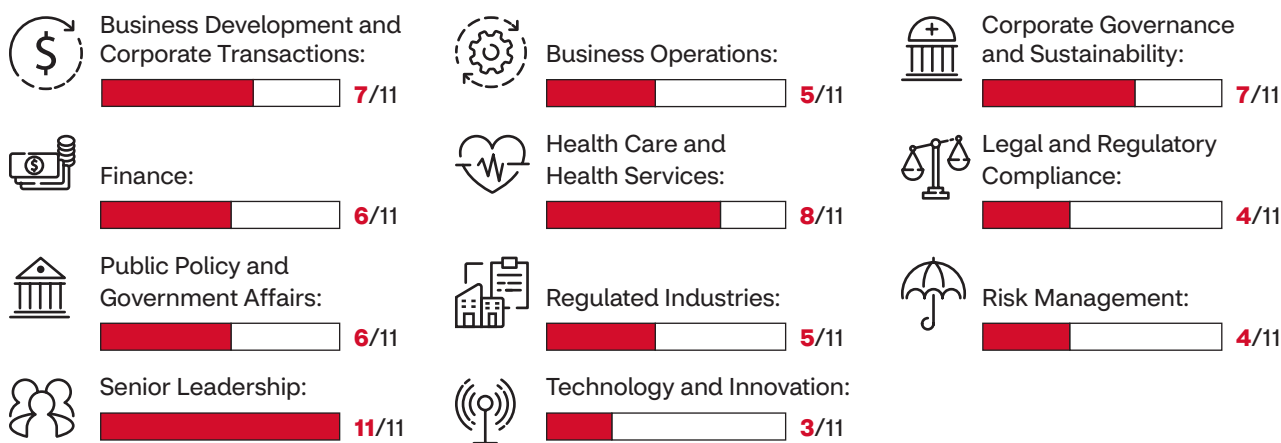 Business Development and
Corporate Transactions:
7/11
Business Operations:
5/11
Corporate Governance
and Sustainability:
7/11
Finance:
6/11
Health Care and
Health Services:
8/11
Legal and Regulatory
Compliance:
4/11
Public Policy and
Government Affairs:
6/11
Regulated Industries:
5/11
Risk Management:
4/11
Senior Leadership:
11/11
Technology and Innovation:
3/11